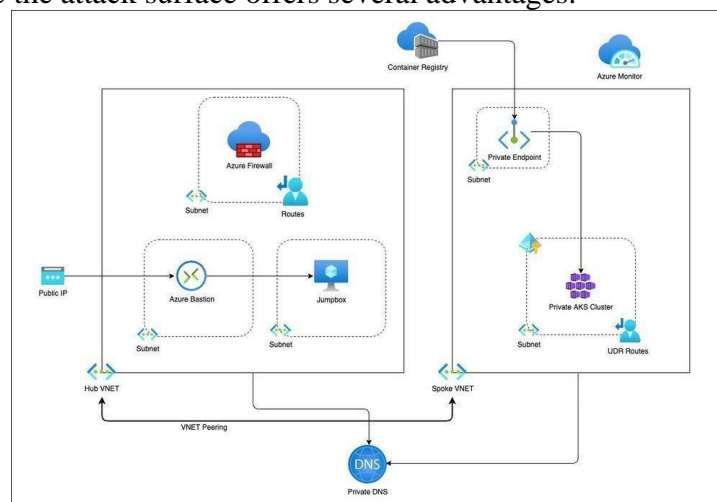 the attack surface offers several advantages.
Container Registry
Azure Monitor
Azure Firewall
Private Endpoint
Subnet
Subnet
Routes
Public IP
Azure Bastion
Jumpbox
Private AKS Cluster
Subnet
Subnet
Subnet
UDR Routes
Hub VNET
Spoke VNET
VNET Peering
DNS
Private DNS